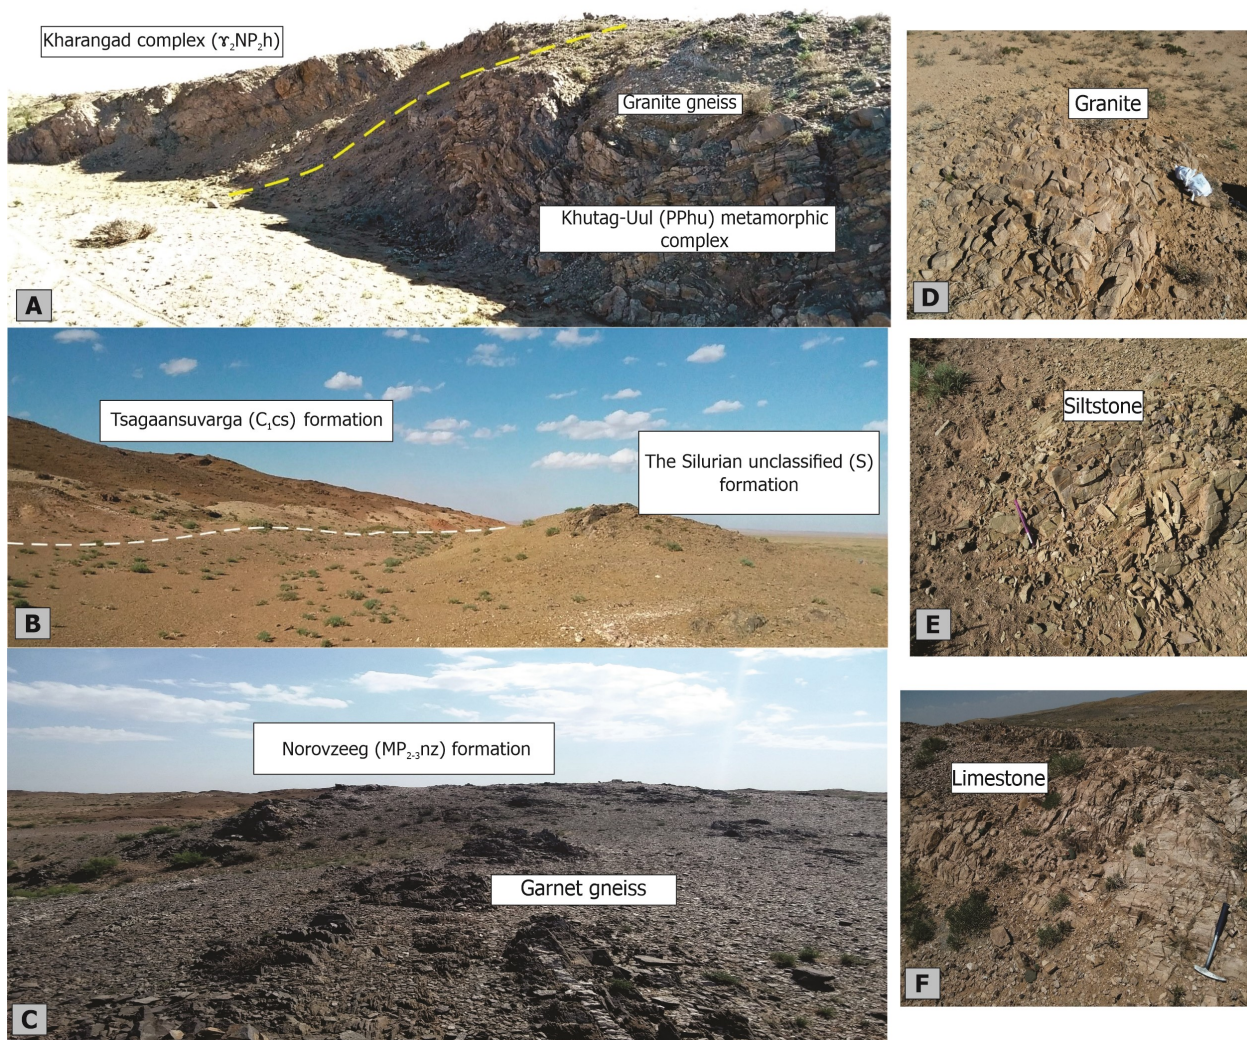 Kharangad complex (ɤ₂NP₂h)
Granite gneiss
Khutag-Uul (PPhu) metamorphic
complex
A
Tsagaansuvarga (C₁cs) formation
The Silurian unclassified (S)
formation
B
Norovzeeg (MP₂₋₃nz) formation
Garnet gneiss
C
Granite
D
Siltstone
E
Limestone
F